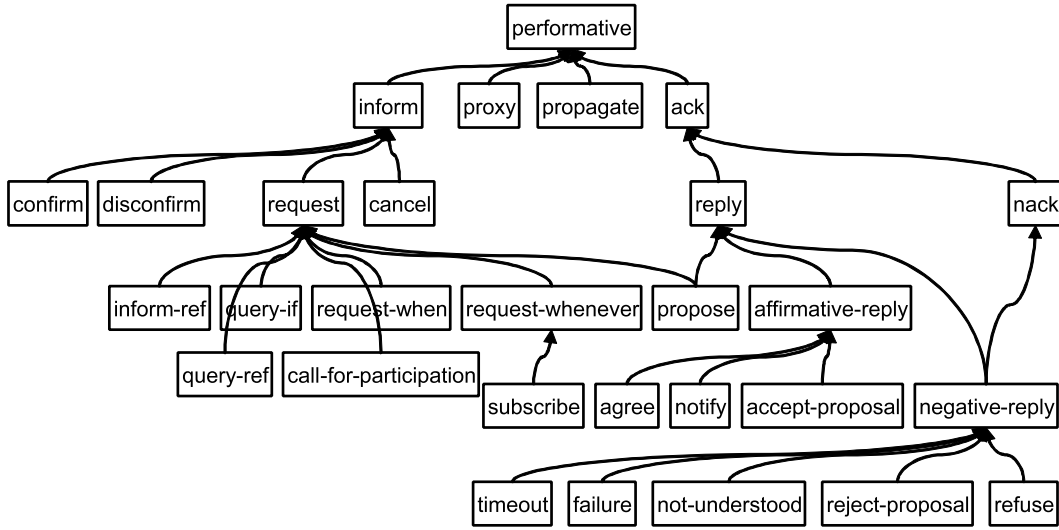 performative
inform proxy propagate ack
confirm disconfirm request cancel reply nack
inform-ref query-if request-when request-whenever propose affirmative-reply
query-ref call-for-participation
subscribe agree notify accept-proposal negative-reply
timeout failure not-understood reject-proposal refuse